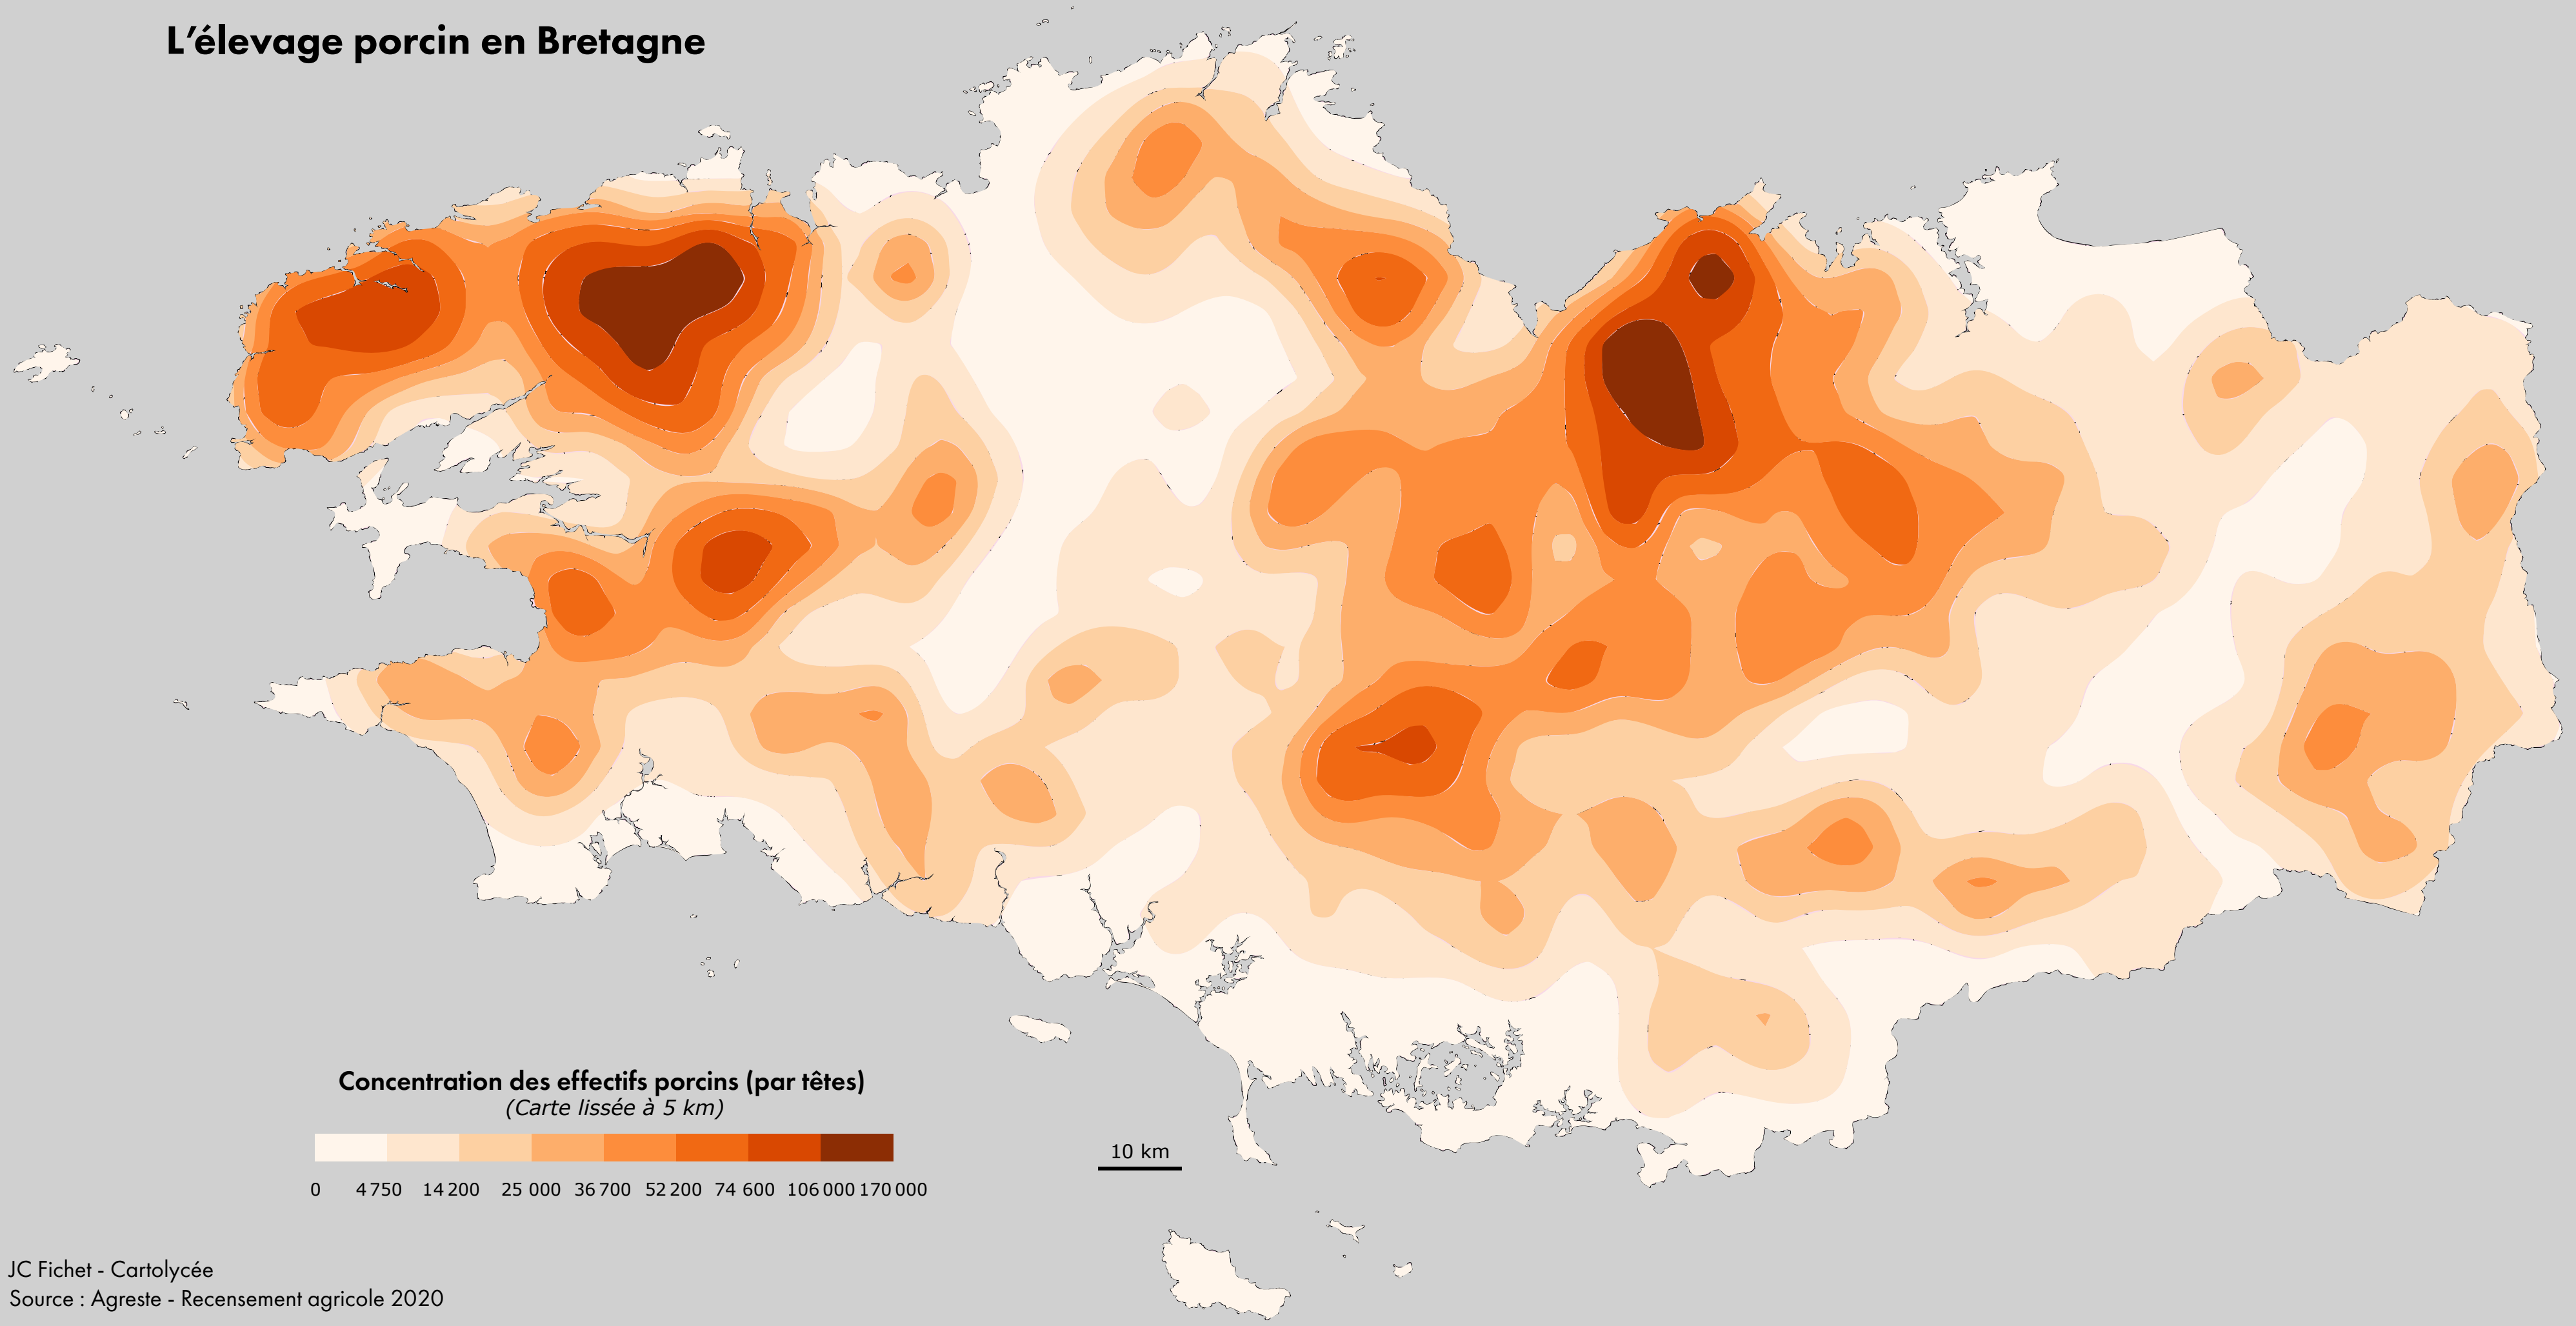 L’élevage porcin en Bretagne
Concentration des effectifs porcins (par têtes)
(Carte lissée à 5 km)
0 4 750 14 200 25 000 36 700 52 200 74 600 106 000 170 000
10 km
JC Fichet - Cartolycée
Source : Agreste - Recensement agricole 2020